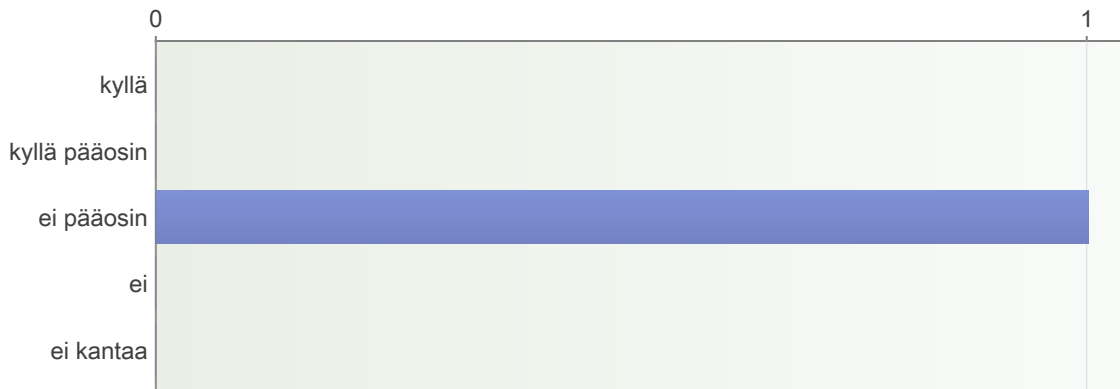 0 1
kyllä
kyllä pääosin
ei pääosin
ei
ei kantaa